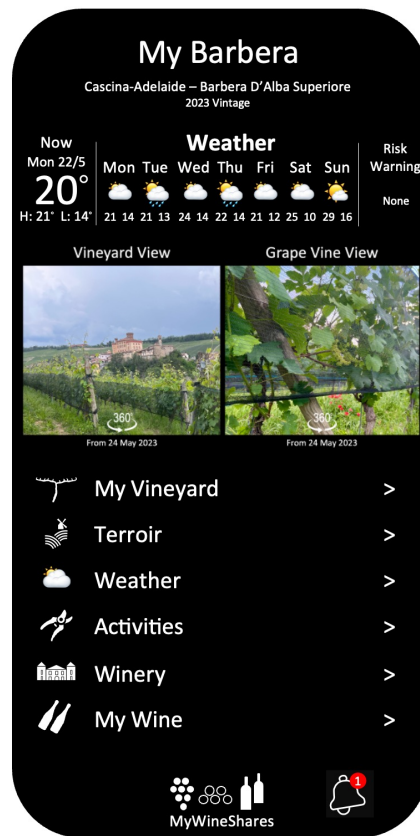 My Barbera
Cascina-Adelaide – Barbera D'Alba Superiore
2023 Vintage
Now
Mon 22/5
20°
H: 21° L: 14°
Weather
Mon Tue Wed Thu Fri Sat Sun
21 14 21 13 24 14 22 14 21 12 25 10 29 16
Risk
Warning
None
Vineyard View
Grape Vine View
360°
360°
From 24 May 2023
From 24 May 2023
My Vineyard >
Terroir >
Weather >
Activities >
Winery >
My Wine >
MyWineShares
1